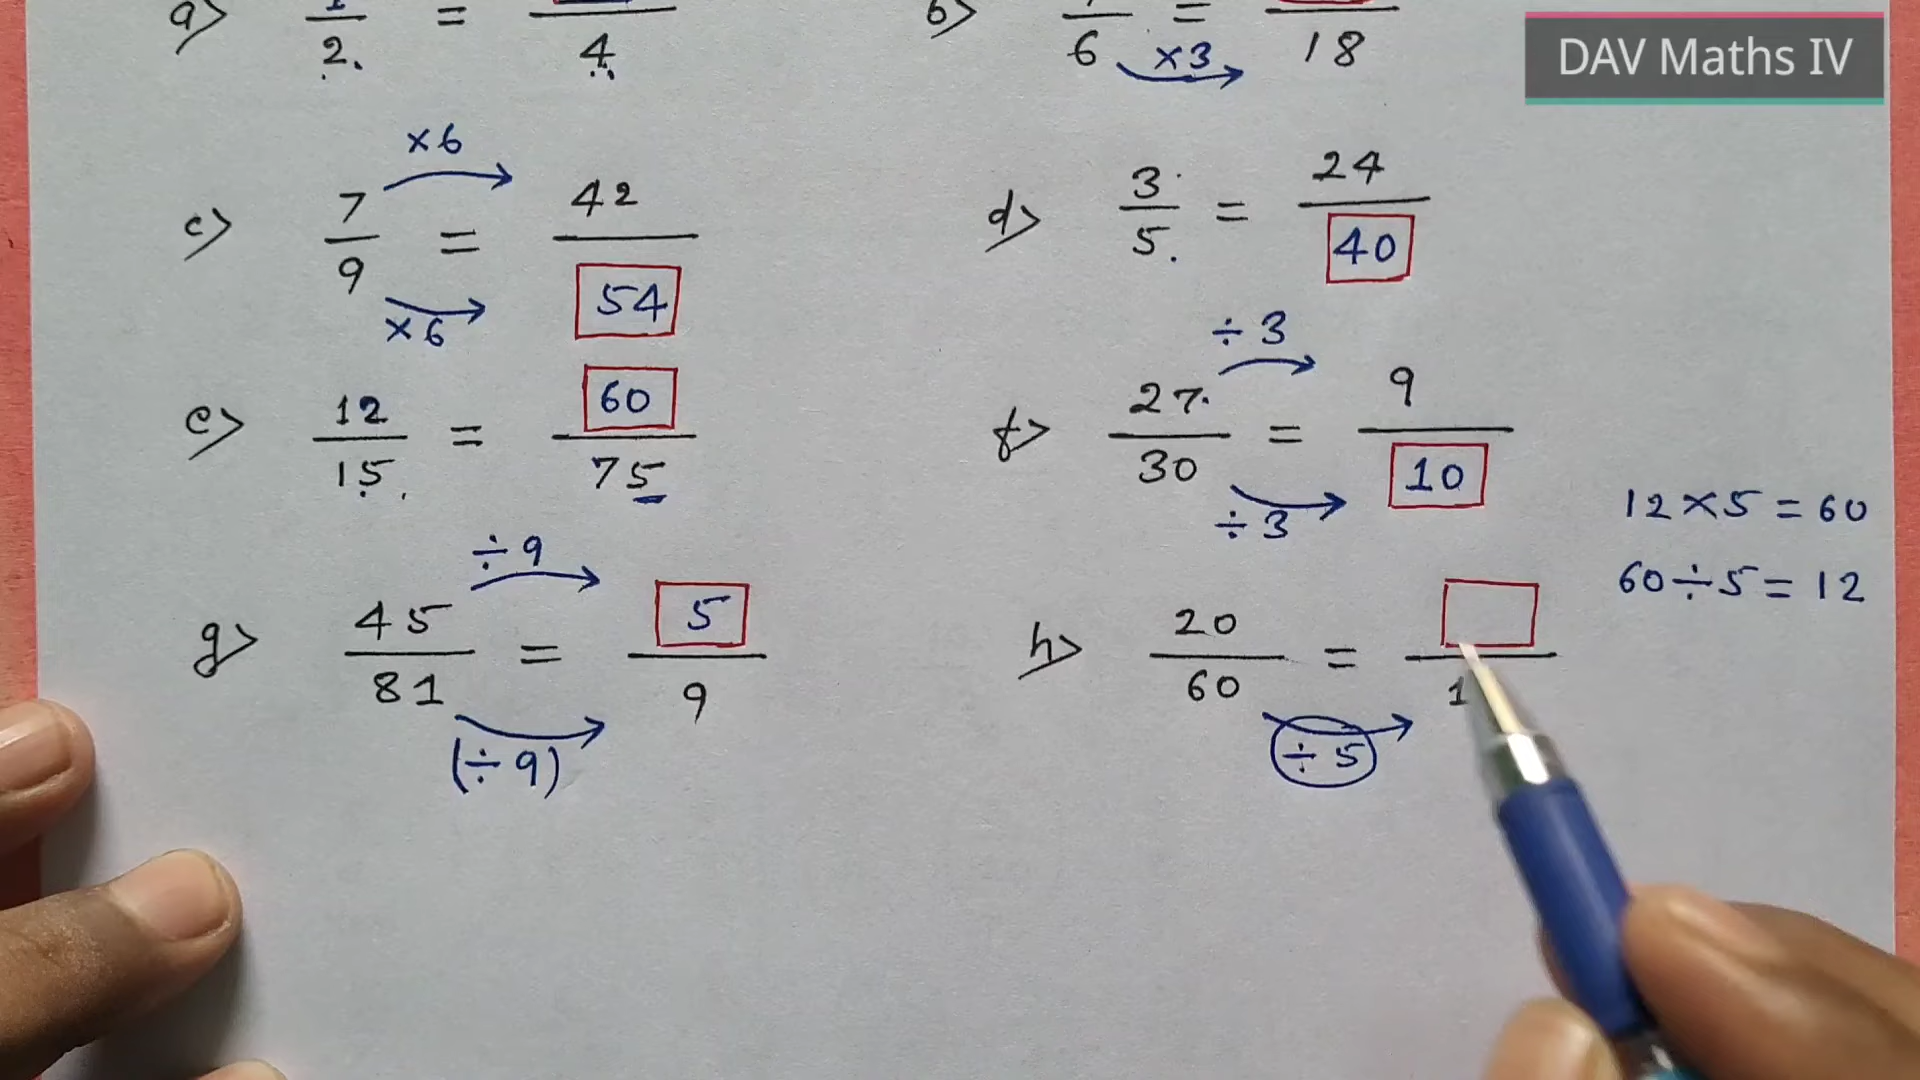 DAV Maths IV
a> 1/2 = /4
b> /6 ×3 = /18
c> 7/9 = 42/54 ×6 ×6
d> 3/5 = 24/40
e> 12/15 = 60/75
f> 27/30 = 9/10 ÷3 ÷3
12×5=60
60÷5=12
g> 45/81 = 5/9 ÷9 (÷9)
h> 20/60 = /1 ÷5